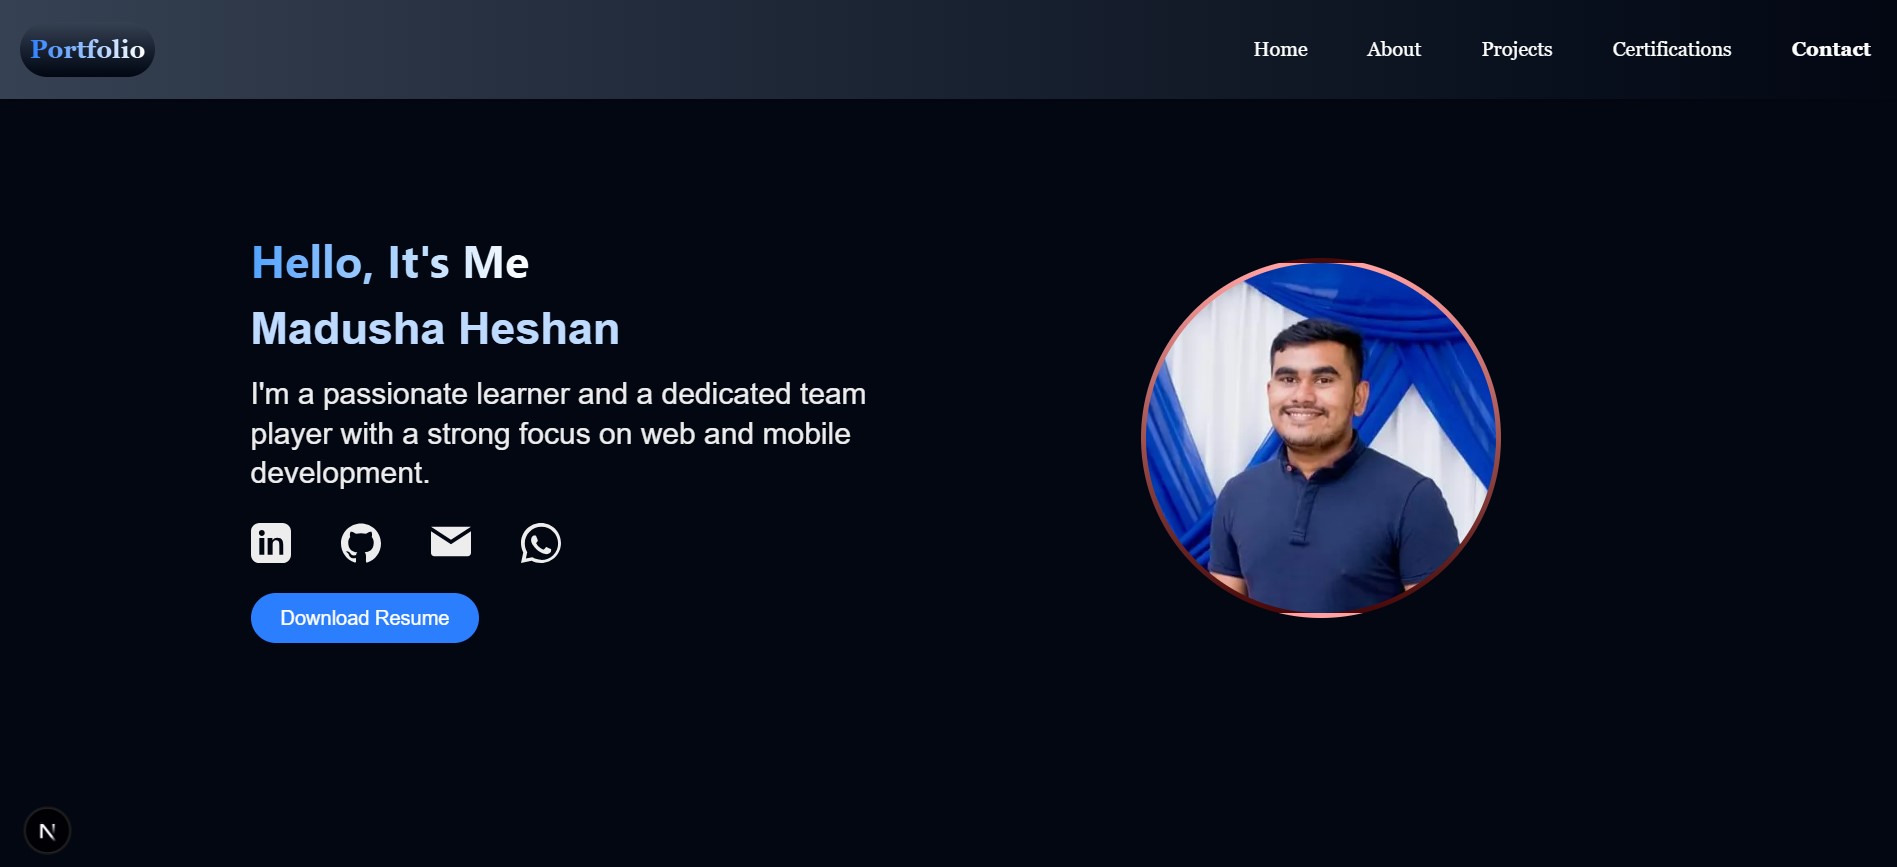 Portfolio
Home About Projects Certifications Contact
Hello, It's Me
Madusha Heshan
I'm a passionate learner and a dedicated team
player with a strong focus on web and mobile
development.
in
Download Resume
N